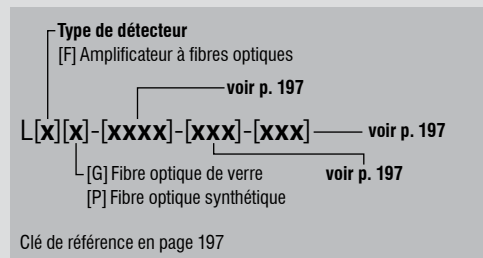 Type de détecteur
[F] Amplificateur à fibres optiques
voir p. 197
L[x][x]-[xxxx]-[xxx]-[xxx] voir p. 197
[G] Fibre optique de verre voir p. 197
[P] Fibre optique synthétique
Clé de référence en page 197